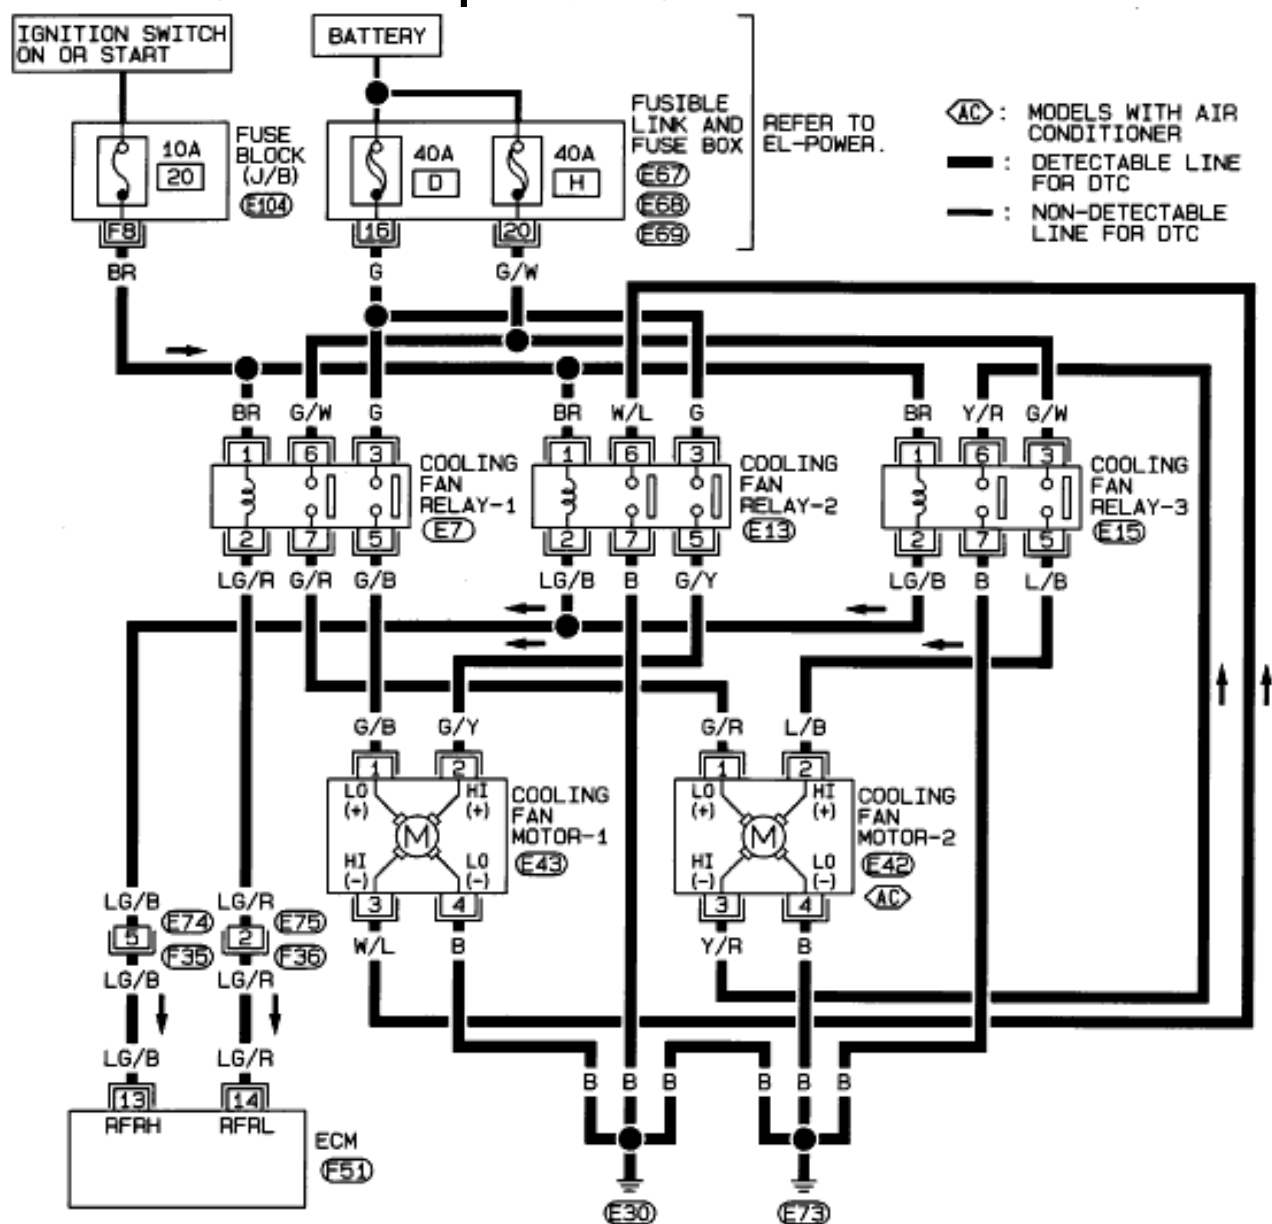 IGNITION SWITCH
ON OR START
BATTERY
10A
20
FUSE
BLOCK
(J/B)
E104
40A
D
40A
H
FUSIBLE
LINK AND
FUSE BOX
E67
E68
E69
REFER TO
EL-POWER.
AC : MODELS WITH AIR
CONDITIONER
: DETECTABLE LINE
FOR DTC
: NON-DETECTABLE
LINE FOR DTC
F8
16
20
BR
G
G/W
BR G/W G
BR W/L G
BR Y/R G/W
1 6 3
1 6 3
1 6 3
COOLING
FAN
RELAY-1
E7
COOLING
FAN
RELAY-2
E13
COOLING
FAN
RELAY-3
E15
2 7 5
2 7 5
2 7 5
LG/R G/R G/B
LG/B B G/Y
LG/B B L/B
G/B G/Y
G/R L/B
1 2
1 2
LO
(+)
HI
(+)
M
HI
(-)
LO
(-)
COOLING
FAN
MOTOR-1
E43
LO
(+)
HI
(+)
M
HI
(-)
LO
(-)
COOLING
FAN
MOTOR-2
E42
AC
3 4
3 4
W/L B
Y/R B
LG/B LG/R
5 E74
F35
2 E75
F36
LG/B LG/R
LG/B LG/R
13 14
RFRH RFRL
ECM
F51
B B B B B B
E30
E73